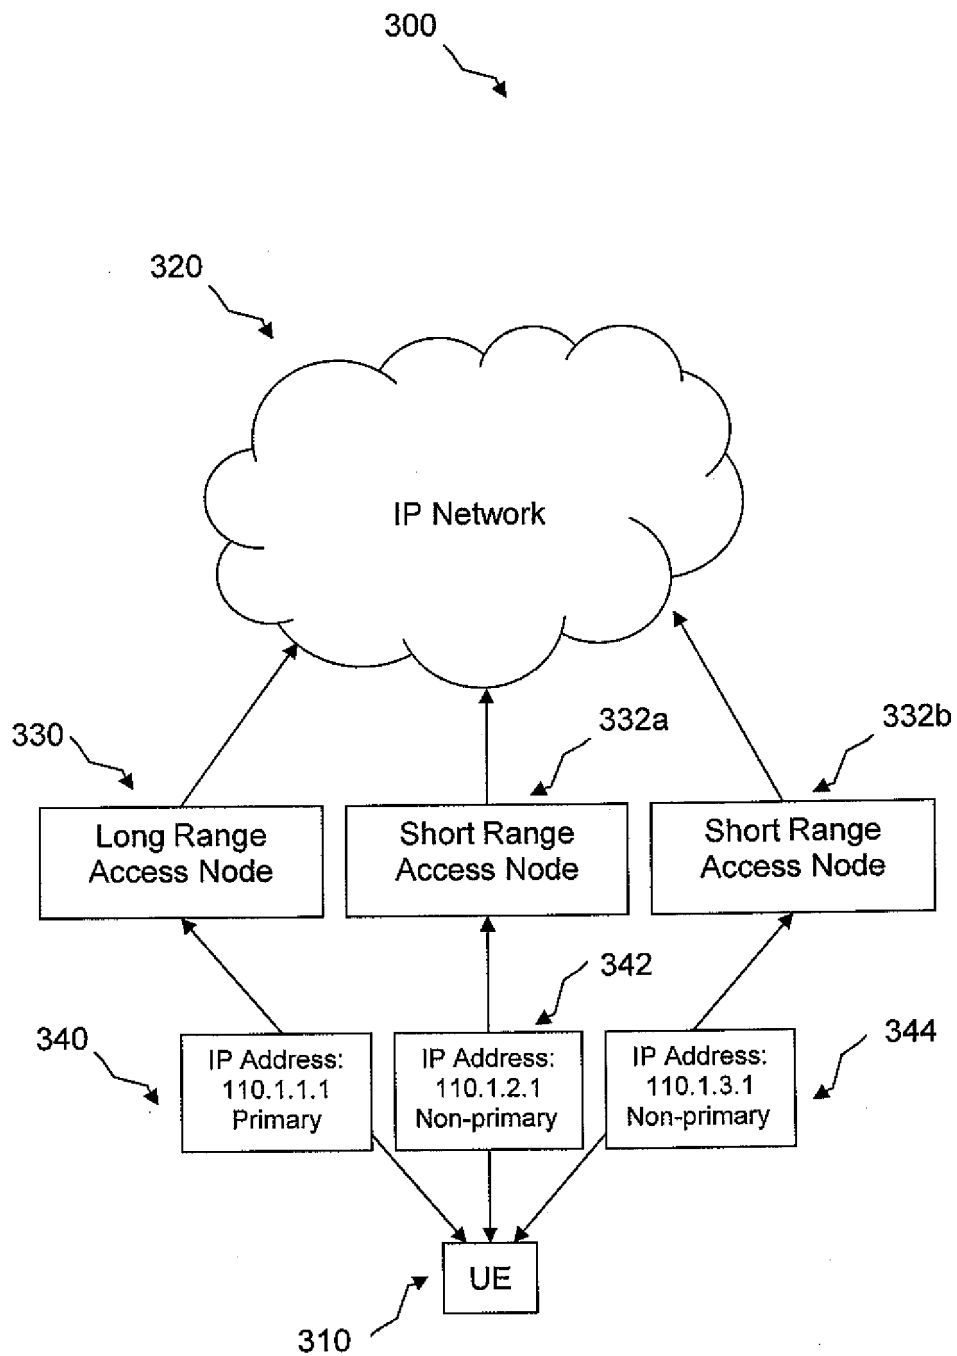 300
320
IP Network
330
332a
332b
Long Range
Access Node
Short Range
Access Node
Short Range
Access Node
340
342
344
IP Address:
110.1.1.1
Primary
IP Address:
110.1.2.1
Non-primary
IP Address:
110.1.3.1
Non-primary
UE
310